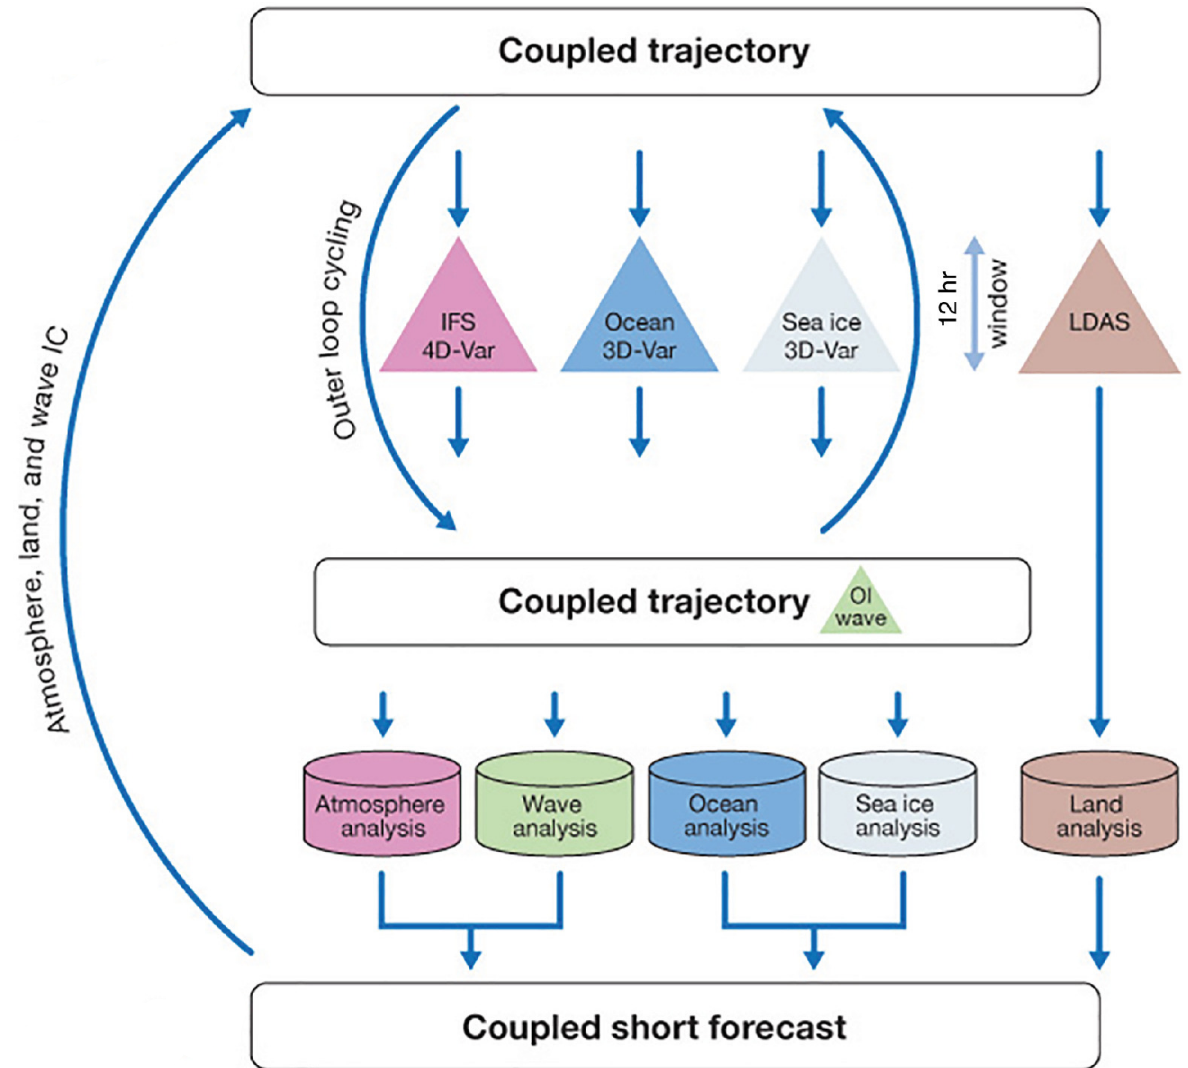 Coupled trajectory
Outer loop cycling
IFS
4D-Var
Ocean
3D-Var
Sea ice
3D-Var
12 hr
window
LDAS
Atmosphere, land, and wave IC
Coupled trajectory
OI
wave
Atmosphere
analysis
Wave
analysis
Ocean
analysis
Sea ice
analysis
Land
analysis
Coupled short forecast